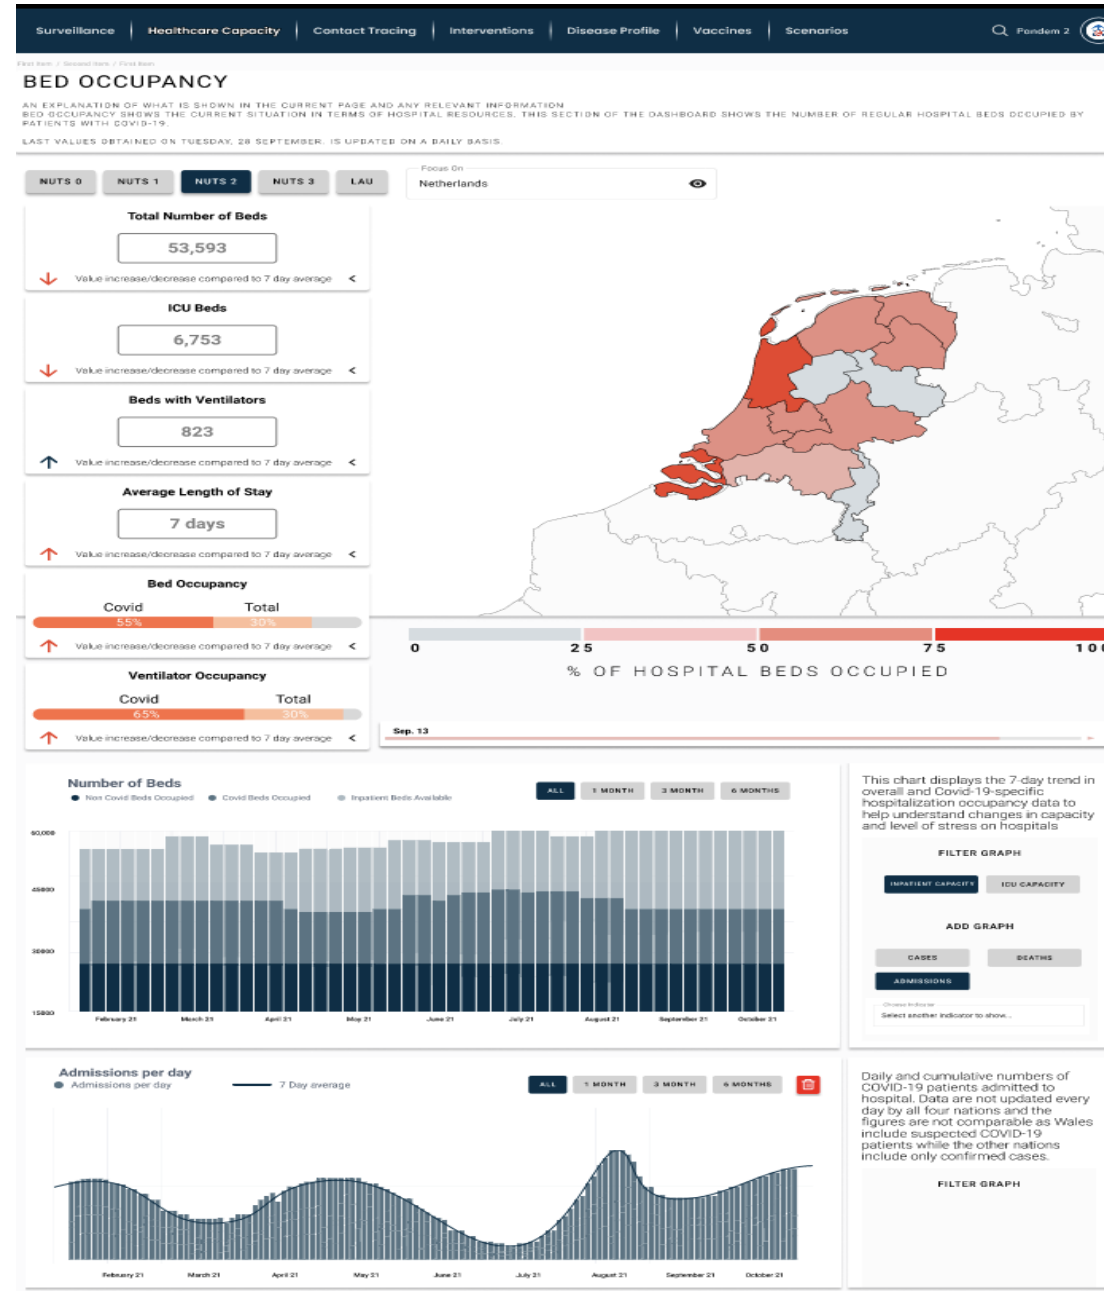 Surveillance
Healthcare Capacity
Contact Tracing
Interventions
Disease Profile
Vaccines
Scenarios
Pandem 2
First item / Second item / First item
BED OCCUPANCY
AN EXPLANATION OF WHAT IS SHOWN IN THE CURRENT PAGE AND ANY RELEVANT INFORMATION
BED OCCUPANCY SHOWS THE CURRENT SITUATION IN TERMS OF HOSPITAL RESOURCES. THIS SECTION OF THE DASHBOARD SHOWS THE NUMBER OF REGULAR HOSPITAL BEDS OCCUPIED BY
PATIENTS WITH COVID-19.
LAST VALUES OBTAINED ON TUESDAY, 28 SEPTEMBER. IS UPDATED ON A DAILY BASIS
NUTS 0
NUTS 1
NUTS 2
NUTS 3
LAU
Focus On
Netherlands
Total Number of Beds
53,593
Value increase/decrease compared to 7 day average <
ICU Beds
6,753
Value increase/decrease compared to 7 day average <
Beds with Ventilators
823
Value increase/decrease compared to 7 day average <
Average Length of Stay
7 days
Value increase/decrease compared to 7 day average <
Bed Occupancy
Covid Total
55% 30%
Value increase/decrease compared to 7 day average <
Ventilator Occupancy
Covid Total
65% 30%
Value increase/decrease compared to 7 day average <
0 25 50 75 100
% OF HOSPITAL BEDS OCCUPIED
Sep. 13
Number of Beds
Non Covid Beds Occupied
Covid Beds Occupied
Inpatient Beds Available
ALL
1 MONTH
3 MONTH
6 MONTHS
60,000
45000
30000
15000
February 21 March 21 April 21 May 21 June 21 July 21 August 21 September 21 October 21
This chart displays the 7-day trend in
overall and Covid-19-specific
hospitalization occupancy data to
help understand changes in capacity
and level of stress on hospitals
FILTER GRAPH
INPATIENT CAPACITY
ICU CAPACITY
ADD GRAPH
CASES
DEATHS
ADMISSIONS
Choose Indicator
Select another indicator to show...
Admissions per day
Admissions per day
7 Day average
ALL
1 MONTH
3 MONTH
6 MONTHS
February 21 March 21 April 21 May 21 June 21 July 21 August 21 September 21 October 21
Daily and cumulative numbers of
COVID-19 patients admitted to
hospital. Data are not updated every
day by all four nations and the
figures are not comparable as Wales
include suspected COVID-19
patients while the other nations
include only confirmed cases.
FILTER GRAPH